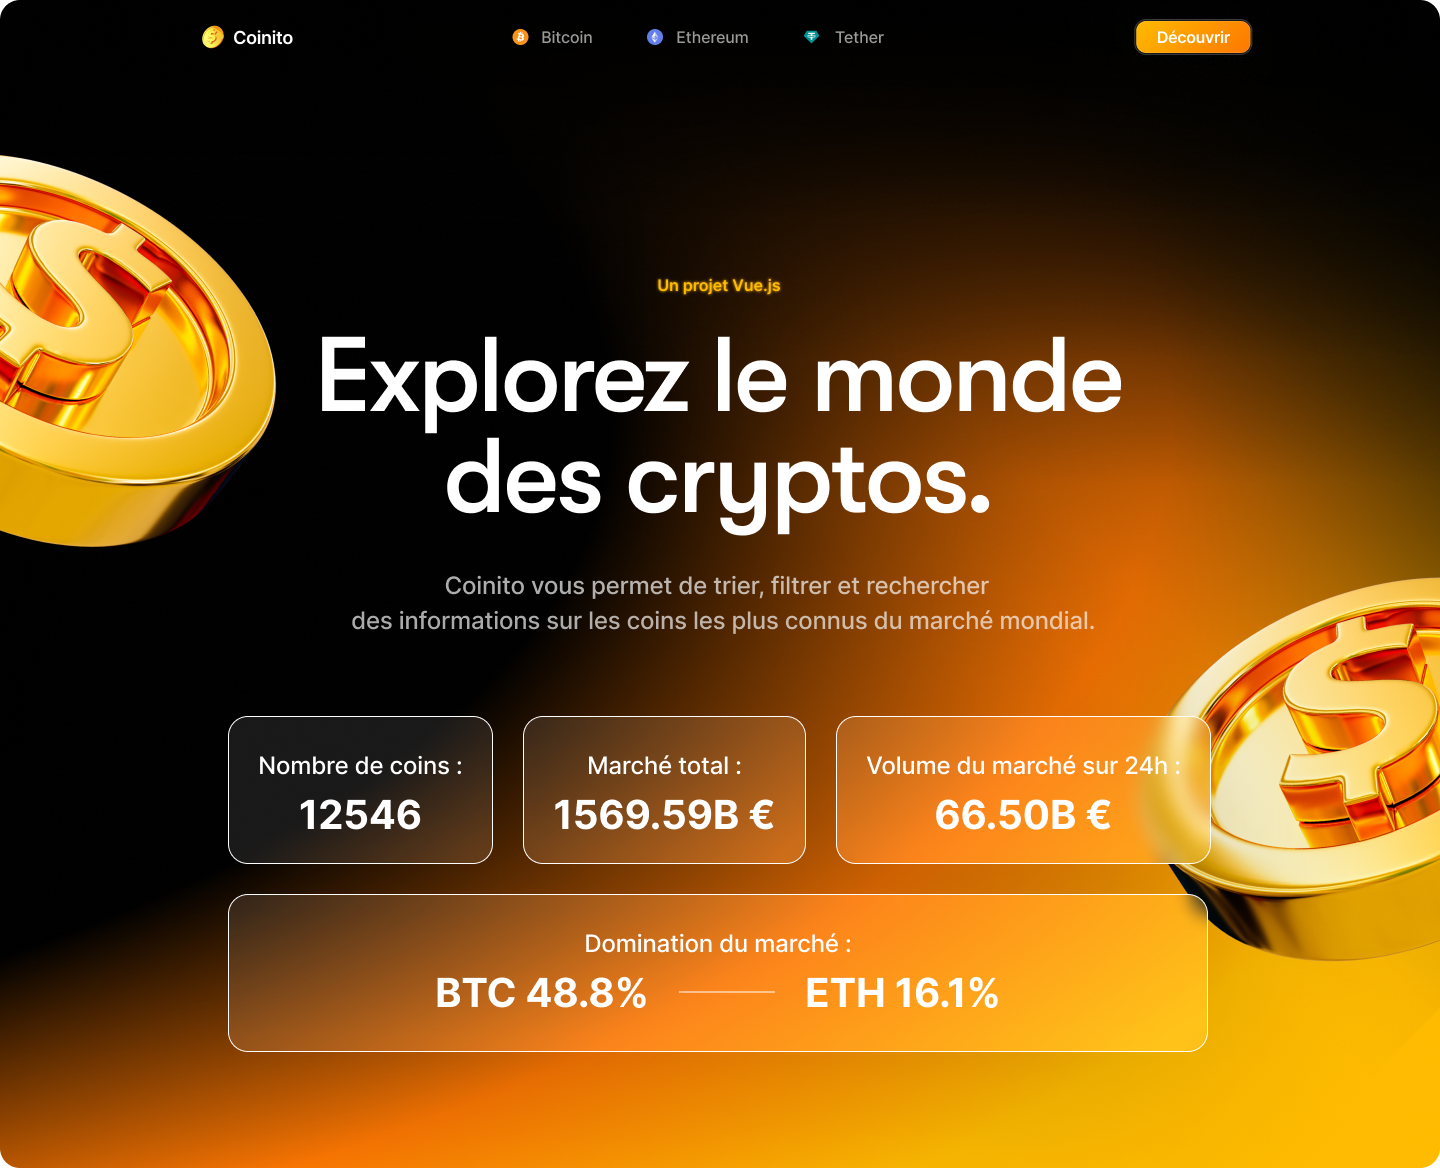 Coinito
Bitcoin
Ethereum
Tether
Découvrir
Un projet Vue.js
Explorez le monde
des cryptos.
Coinito vous permet de trier, filtrer et rechercher
des informations sur les coins les plus connus du marché mondial.
Nombre de coins :
12546
Marché total :
1569.59B €
Volume du marché sur 24h :
66.50B €
Domination du marché :
BTC 48.8%
ETH 16.1%